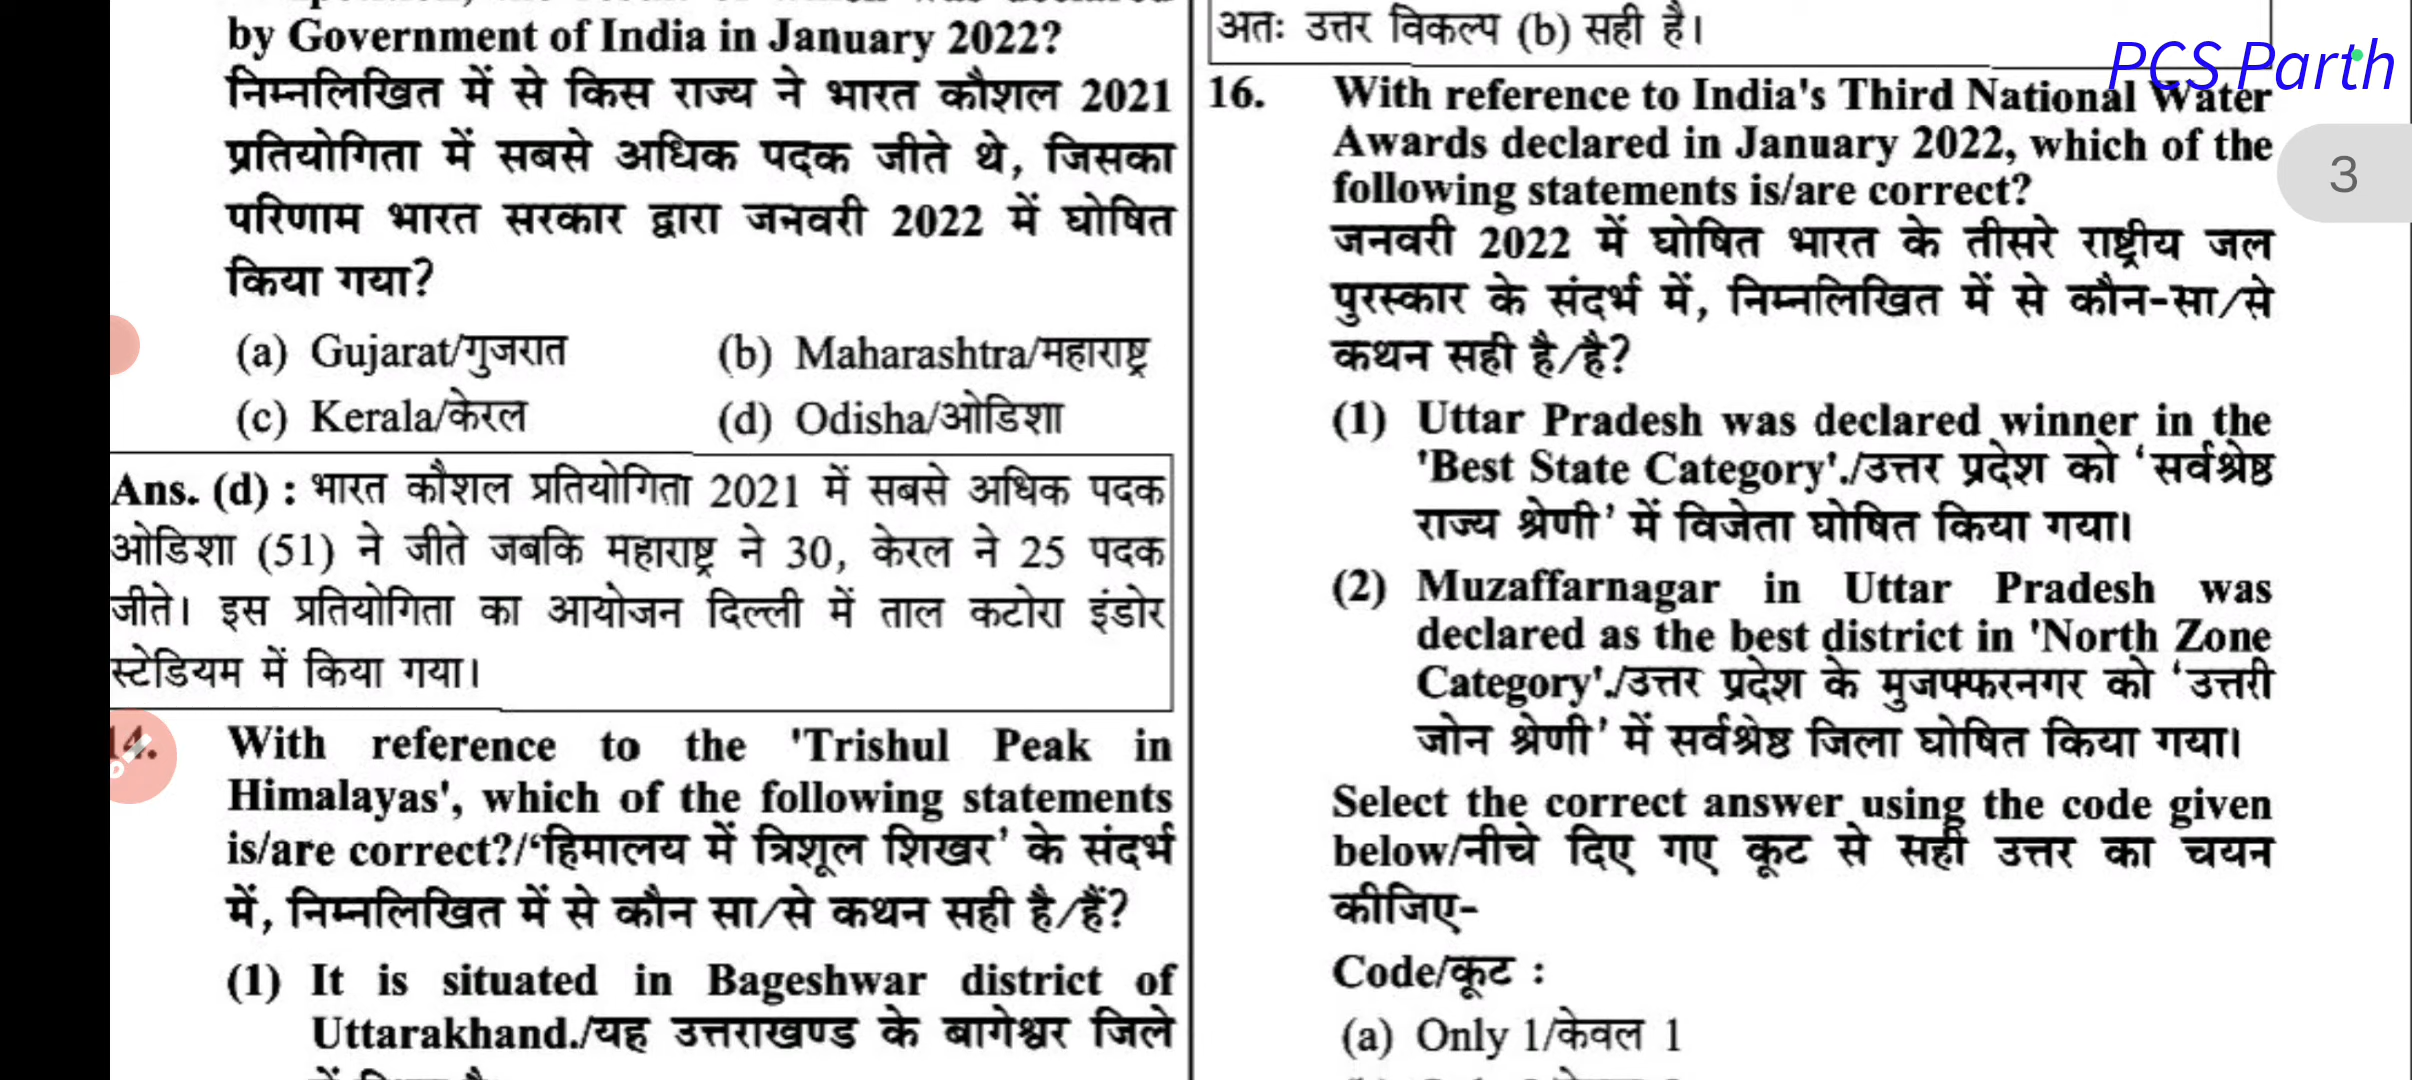 by Government of India in January 2022?
निम्नलिखित में से किस राज्य ने भारत कौशल 2021
प्रतियोगिता में सबसे अधिक पदक जीते थे, जिसका
परिणाम भारत सरकार द्वारा जनवरी 2022 में घोषित
किया गया?
(a) Gujarat/गुजरात (b) Maharashtra/महाराष्ट्र
(c) Kerala/केरल (d) Odisha/ओडिशा
Ans. (d) : भारत कौशल प्रतियोगिता 2021 में सबसे अधिक पदक
ओडिशा (51) ने जीते जबकि महाराष्ट्र ने 30, केरल ने 25 पदक
जीते। इस प्रतियोगिता का आयोजन दिल्ली में ताल कटोरा इंडोर
स्टेडियम में किया गया।
14. With reference to the 'Trishul Peak in
Himalayas', which of the following statements
is/are correct?/‘हिमालय में त्रिशूल शिखर’ के संदर्भ
में, निम्नलिखित में से कौन सा/से कथन सही है/हैं?
(1) It is situated in Bageshwar district of
Uttarakhand./यह उत्तराखण्ड के बागेश्वर जिले
अतः उत्तर विकल्प (b) सही है।
PCS Parth
3
16. With reference to India's Third National Water
Awards declared in January 2022, which of the
following statements is/are correct?
जनवरी 2022 में घोषित भारत के तीसरे राष्ट्रीय जल
पुरस्कार के संदर्भ में, निम्नलिखित में से कौन-सा/से
कथन सही है/है?
(1) Uttar Pradesh was declared winner in the
'Best State Category'./उत्तर प्रदेश को ‘सर्वश्रेष्ठ
राज्य श्रेणी’ में विजेता घोषित किया गया।
(2) Muzaffarnagar in Uttar Pradesh was
declared as the best district in 'North Zone
Category'./उत्तर प्रदेश के मुजफ्फरनगर को ‘उत्तरी
जोन श्रेणी’ में सर्वश्रेष्ठ जिला घोषित किया गया।
Select the correct answer using the code given
below/नीचे दिए गए कूट से सही उत्तर का चयन
कीजिए-
Code/कूट :
(a) Only 1/केवल 1